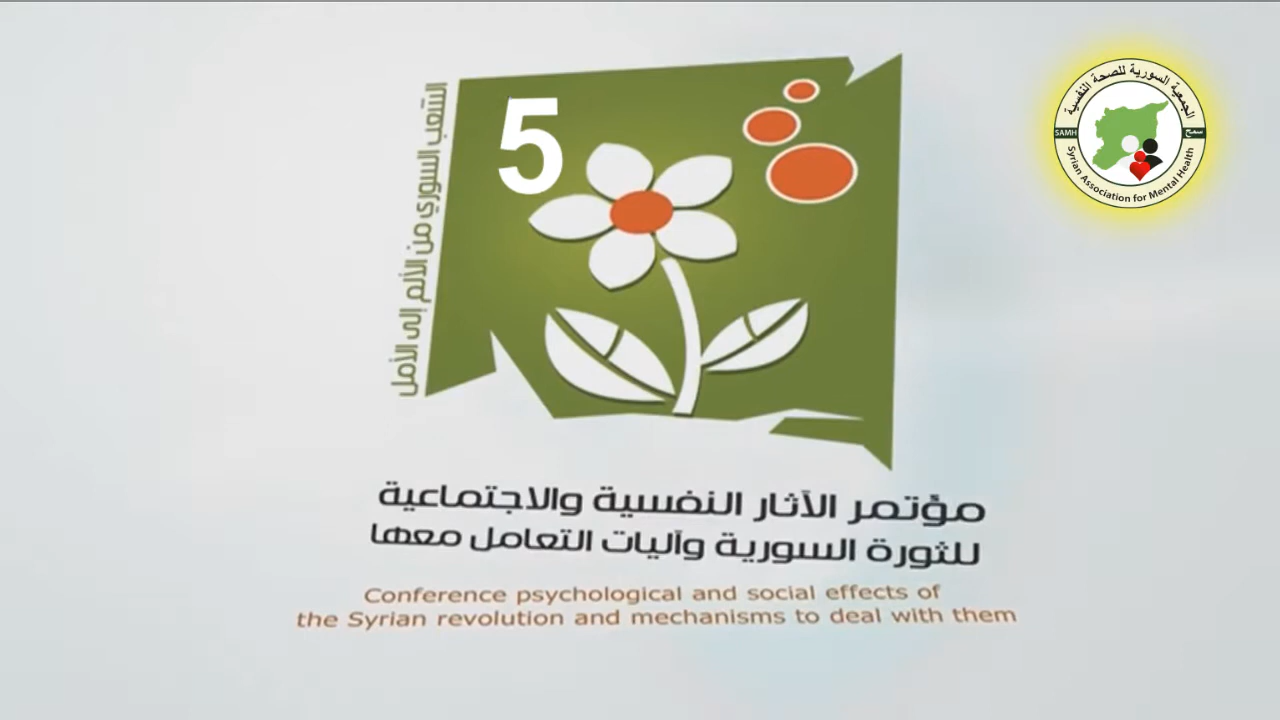 الشعب السوري من الألم إلى الأمل
5
مؤتمر الآثار النفسية والاجتماعية
للثورة السورية وآليات التعامل معها
Conference psychological and social effects of
the Syrian revolution and mechanisms to deal with them
الجمعية السورية للصحة النفسية
SAMH
سمح
Syrian Association for Mental Health